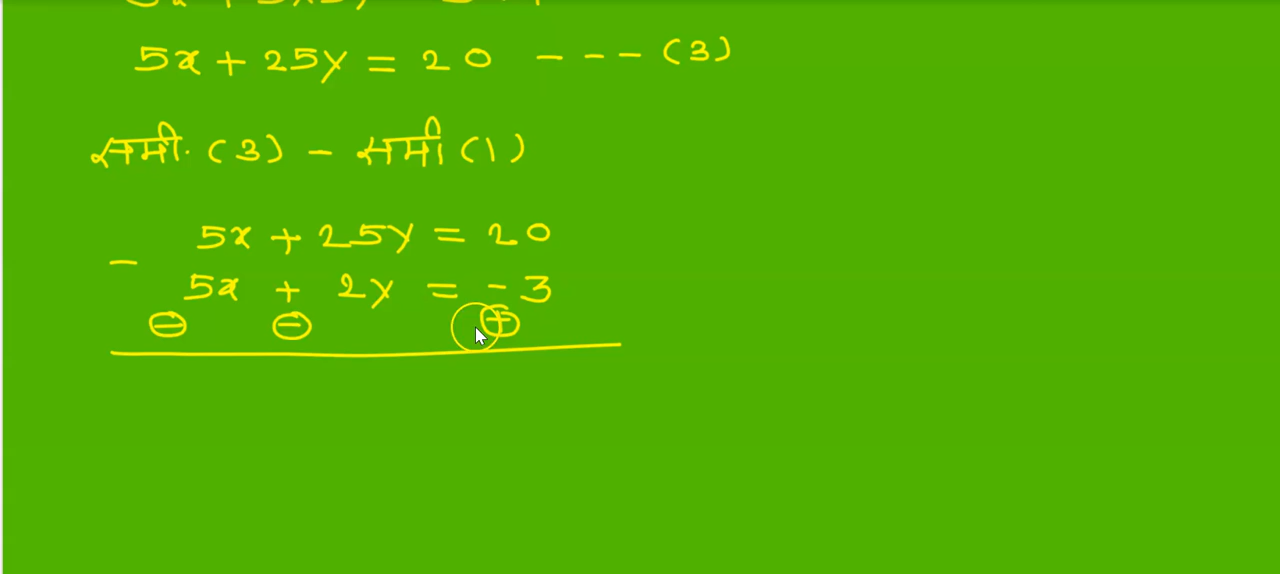 5x + 25y = 20 --- (3)
समी. (3) - समी (1)
5x + 25y = 20
-
5x + 2y = -3
⊖ ⊖ ⊕